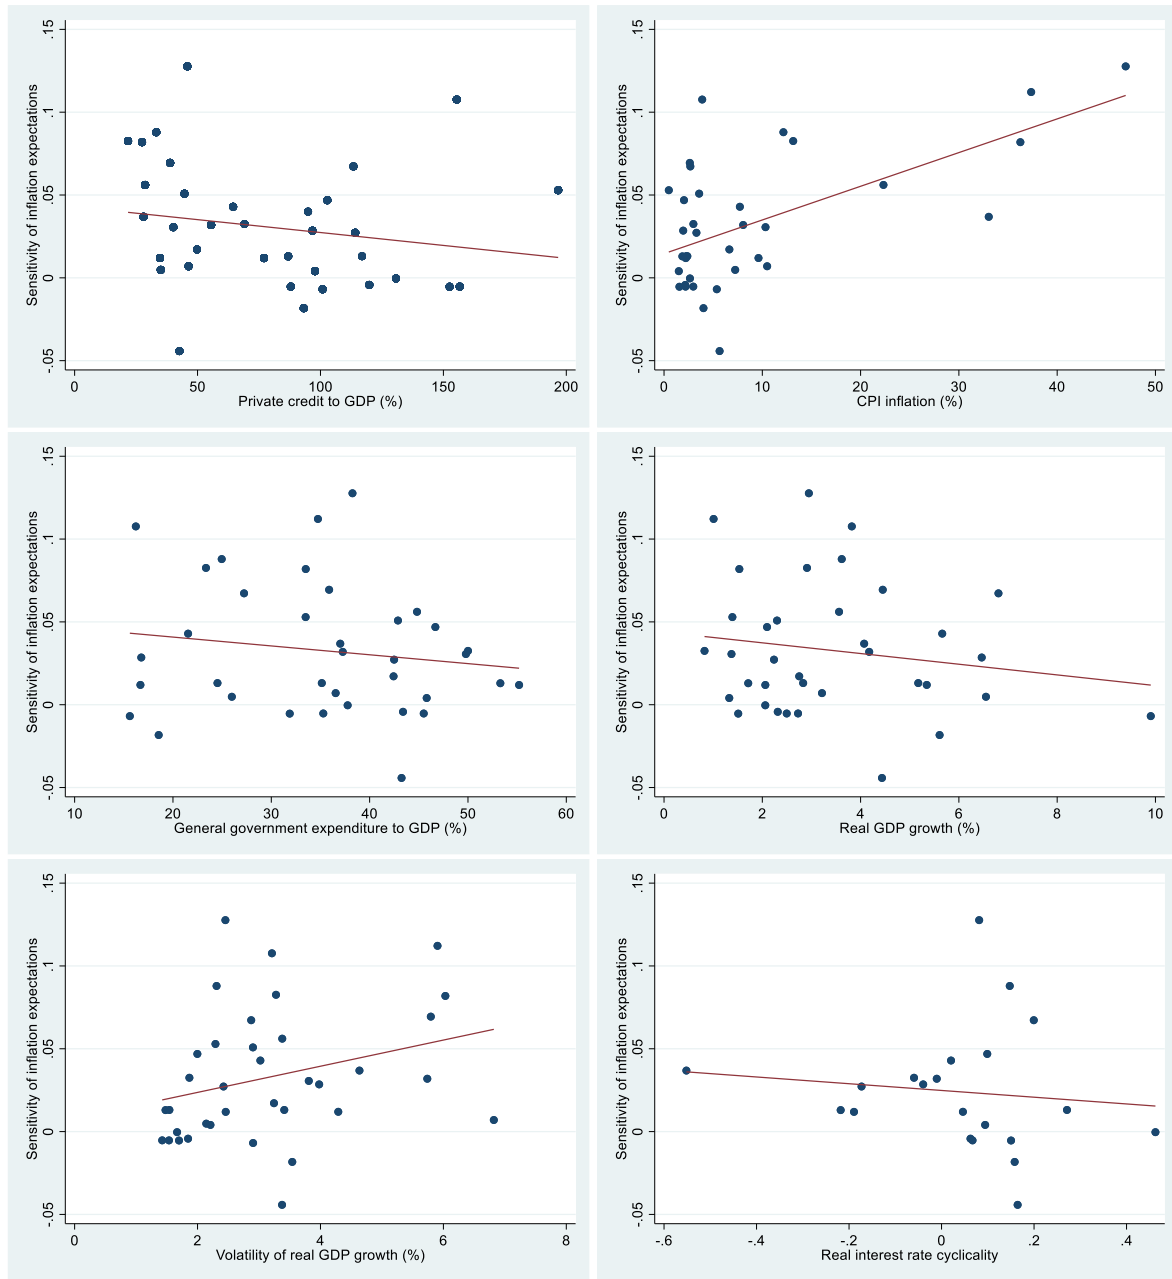 Sensitivity of inflation expectations
.15
.1
.05
0
-.05
0 50 100 150 200
Private credit to GDP (%)
Sensitivity of inflation expectations
.15
.1
.05
0
-.05
0 10 20 30 40 50
CPI inflation (%)
Sensitivity of inflation expectations
.15
.1
.05
0
-.05
10 20 30 40 50 60
General government expenditure to GDP (%)
Sensitivity of inflation expectations
.15
.1
.05
0
-.05
0 2 4 6 8 10
Real GDP growth (%)
Sensitivity of inflation expectations
.15
.1
.05
0
-.05
0 2 4 6 8
Volatility of real GDP growth (%)
Sensitivity of inflation expectations
.15
.1
.05
0
-.05
-.6 -.4 -.2 0 .2 .4
Real interest rate cyclicality